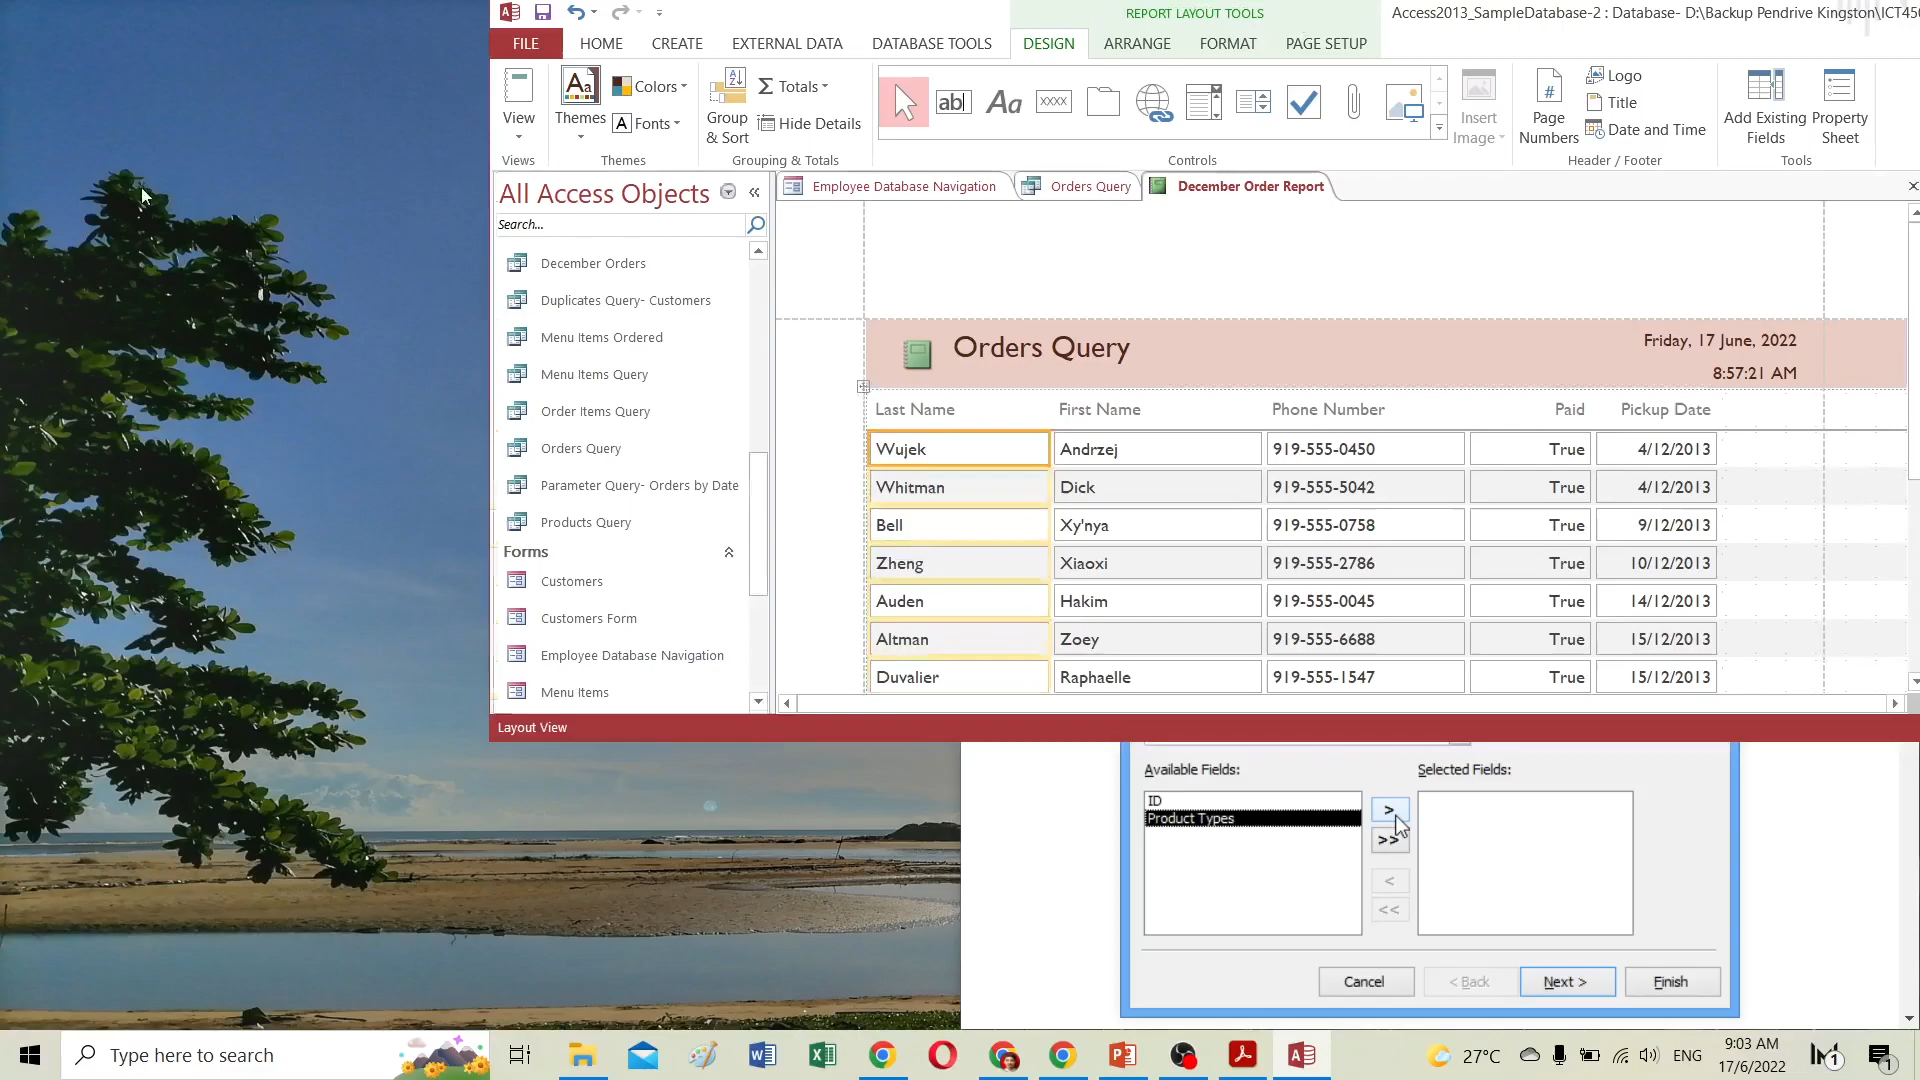 REPORT LAYOUT TOOLS
Access2013_SampleDatabase-2 : Database- D:\Backup Pendrive Kingston\ICT45
FILE HOME CREATE EXTERNAL DATA DATABASE TOOLS DESIGN ARRANGE FORMAT PAGE SETUP
View
Views
Themes
Colors
Fonts
Themes
Group & Sort
Totals
Hide Details
Grouping & Totals
ab|
Aa
XXXX
Controls
Insert Image
Page Numbers
Logo
Title
Date and Time
Header / Footer
Add Existing Fields
Property Sheet
Tools
All Access Objects
Search...
December Orders
Duplicates Query- Customers
Menu Items Ordered
Menu Items Query
Order Items Query
Orders Query
Parameter Query- Orders by Date
Products Query
Forms
Customers
Customers Form
Employee Database Navigation
Menu Items
Employee Database Navigation Orders Query December Order Report
Orders Query
Friday, 17 June, 2022
8:57:21 AM
Last Name First Name Phone Number Paid Pickup Date
Wujek Andrzej 919-555-0450 True 4/12/2013
Whitman Dick 919-555-5042 True 4/12/2013
Bell Xy'nya 919-555-0758 True 9/12/2013
Zheng Xiaoxi 919-555-2786 True 10/12/2013
Auden Hakim 919-555-0045 True 14/12/2013
Altman Zoey 919-555-6688 True 15/12/2013
Duvalier Raphaelle 919-555-1547 True 15/12/2013
Layout View
Available Fields: Selected Fields:
ID
Product Types
>
>>
<
<<
Cancel < Back Next > Finish
Type here to search
27°C
ENG
9:03 AM
17/6/2022
1
1